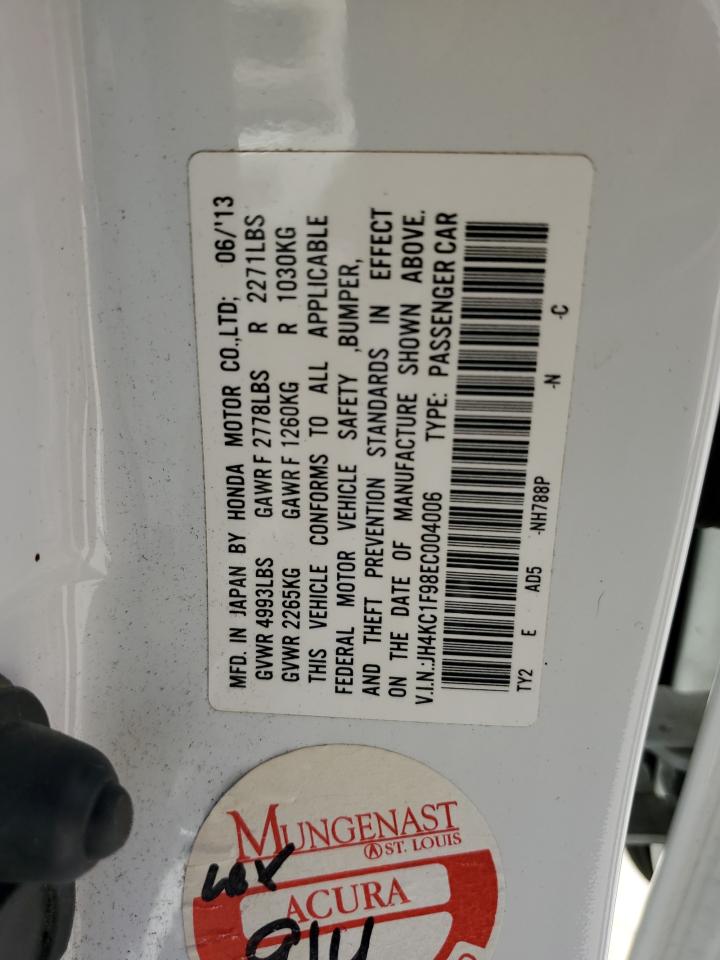 MFD. IN JAPAN BY HONDA MOTOR CO.,LTD; 06/'13
GVWR 4993LBS GAWR F 2778LBS R 2271LBS
GVWR 2265KG GAWR F 1260KG R 1030KG
THIS VEHICLE CONFORMS TO ALL APPLICABLE
FEDERAL MOTOR VEHICLE SAFETY ,BUMPER,
AND THEFT PREVENTION STANDARDS IN EFFECT
ON THE DATE OF MANUFACTURE SHOWN ABOVE.
V.I.N.:JH4KC1F98EC004006 TYPE: PASSENGER CAR
TY2 E AD5 -NH788P -N -C
MUNGENAST
A ST. LOUIS
ACURA